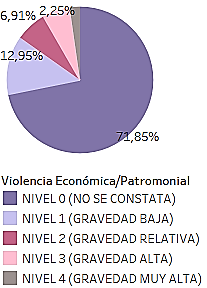 2,25%
6,91%
12,95%
71,85%
Violencia Económica/Patromonial
NIVEL 0 (NO SE CONSTATA)
NIVEL 1 (GRAVEDAD BAJA)
NIVEL 2 (GRAVEDAD RELATIVA)
NIVEL 3 (GRAVEDAD ALTA)
NIVEL 4 (GRAVEDAD MUY ALTA)